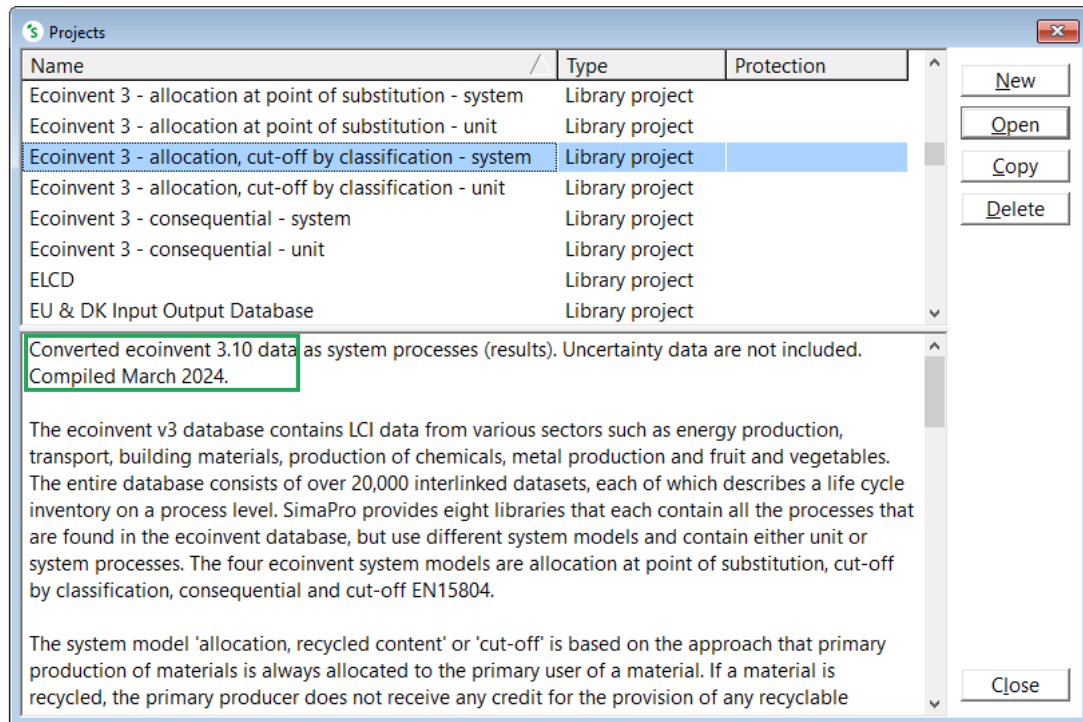 Projects
Name Type Protection
Ecoinvent 3 - allocation at point of substitution - system Library project
Ecoinvent 3 - allocation at point of substitution - unit Library project
Ecoinvent 3 - allocation, cut-off by classification - system Library project
Ecoinvent 3 - allocation, cut-off by classification - unit Library project
Ecoinvent 3 - consequential - system Library project
Ecoinvent 3 - consequential - unit Library project
ELCD Library project
EU & DK Input Output Database Library project
New
Open
Copy
Delete
Converted ecoinvent 3.10 data as system processes (results). Uncertainty data are not included.
Compiled March 2024.
The ecoinvent v3 database contains LCI data from various sectors such as energy production,
transport, building materials, production of chemicals, metal production and fruit and vegetables.
The entire database consists of over 20,000 interlinked datasets, each of which describes a life cycle
inventory on a process level. SimaPro provides eight libraries that each contain all the processes that
are found in the ecoinvent database, but use different system models and contain either unit or
system processes. The four ecoinvent system models are allocation at point of substitution, cut-off
by classification, consequential and cut-off EN15804.
The system model 'allocation, recycled content' or 'cut-off' is based on the approach that primary
production of materials is always allocated to the primary user of a material. If a material is
recycled, the primary producer does not receive any credit for the provision of any recyclable
Close